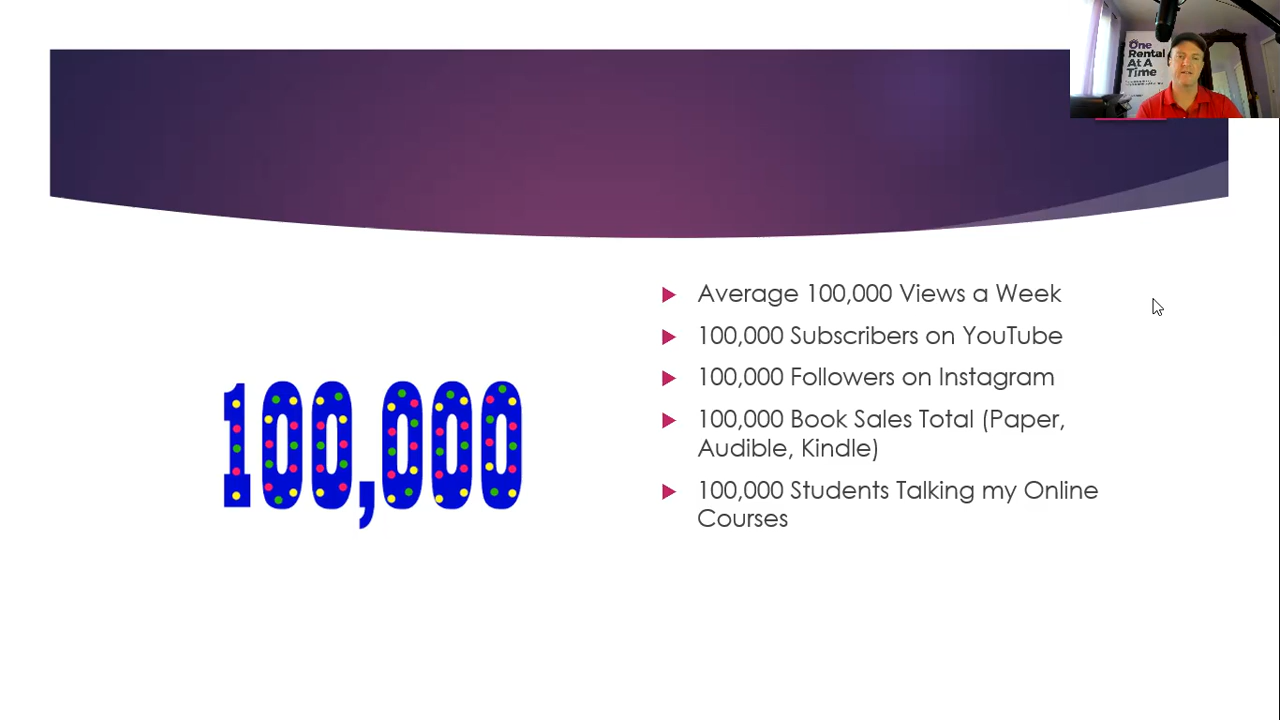 One
Rental
At A
Time
Average 100,000 Views a Week
100,000 Subscribers on YouTube
100,000 Followers on Instagram
100,000 Book Sales Total (Paper,
Audible, Kindle)
100,000 Students Talking my Online
Courses
100,000